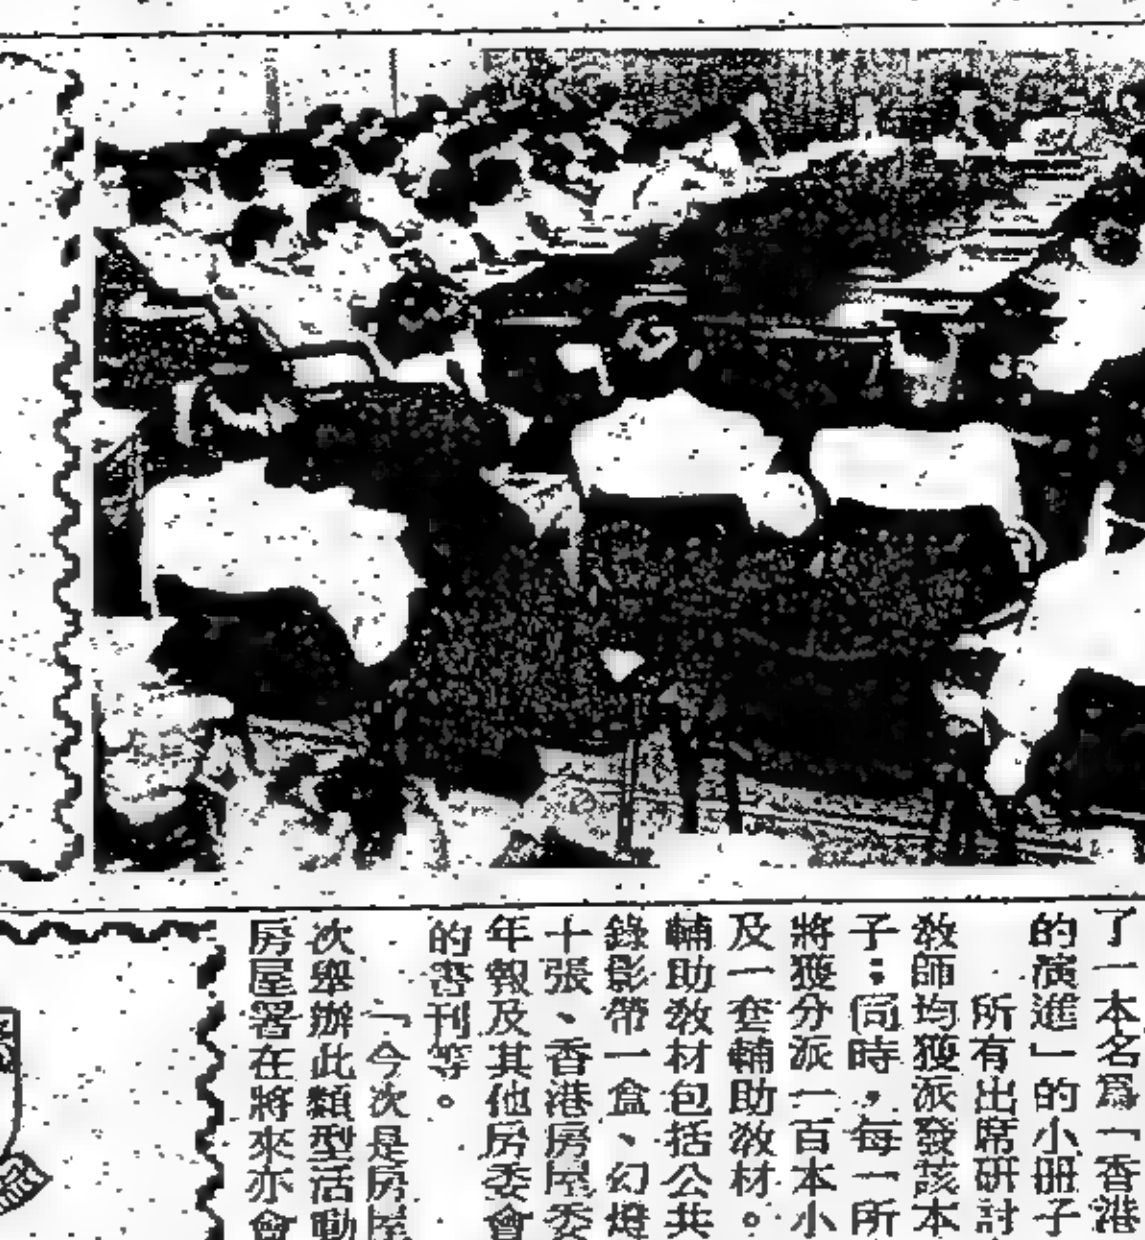 了一本名為「香港
的演進」的小冊子
所有出席研討
教師均獲派發該本
子；同時，每一所
將獲分派一百本小
及一套輔助教材。
輔助教材包括公共
錄影帶一盒、幻燈
十張、香港房屋委
年報及其他房委會
的書刊等。
「今次是房屋
次舉辦此類型活動
房屋署在將來亦會